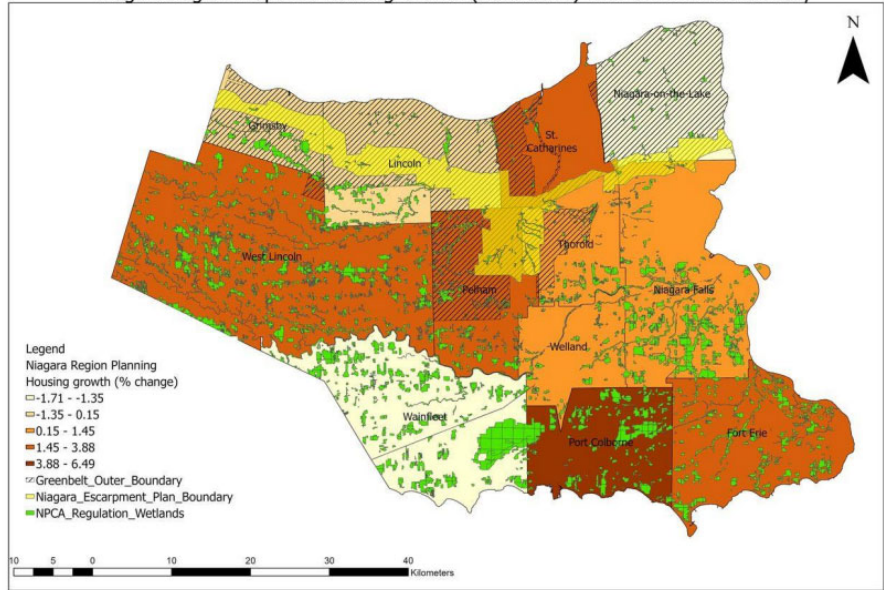 N
Niagara-on-the-Lake
Grimsby
St.
Catharines
Lincoln
West Lincoln
Thorold
Pelham
Niagara Falls
Welland
Wainfleet
Port Colborne
Fort Erie
Legend
Niagara Region Planning
Housing growth (% change)
-1.71 - -1.35
-1.35 - 0.15
0.15 - 1.45
1.45 - 3.88
3.88 - 6.49
Greenbelt_Outer_Boundary
Niagara_Escarpment_Plan_Boundary
NPCA_Regulation_Wetlands
10 5 0 10 20 30 40
Kilometers